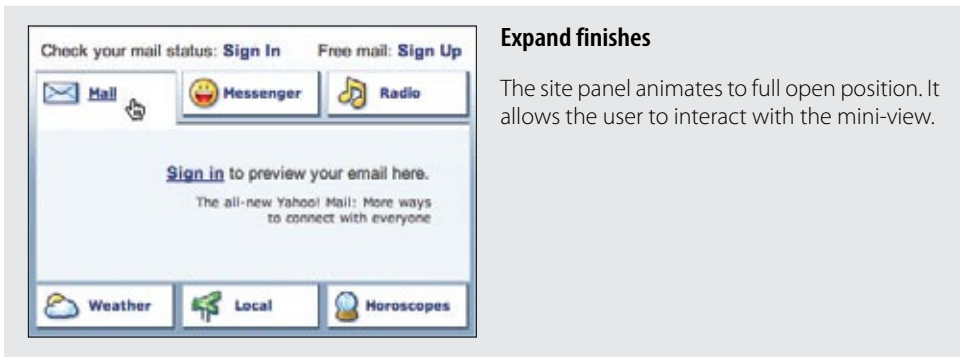 Check your mail status: Sign In Free mail: Sign Up
Mail Messenger Radio
Sign in to preview your email here.
The all-new Yahoo! Mail: More ways
to connect with everyone
Weather Local Horoscopes
Expand finishes
The site panel animates to full open position. It
allows the user to interact with the mini-view.